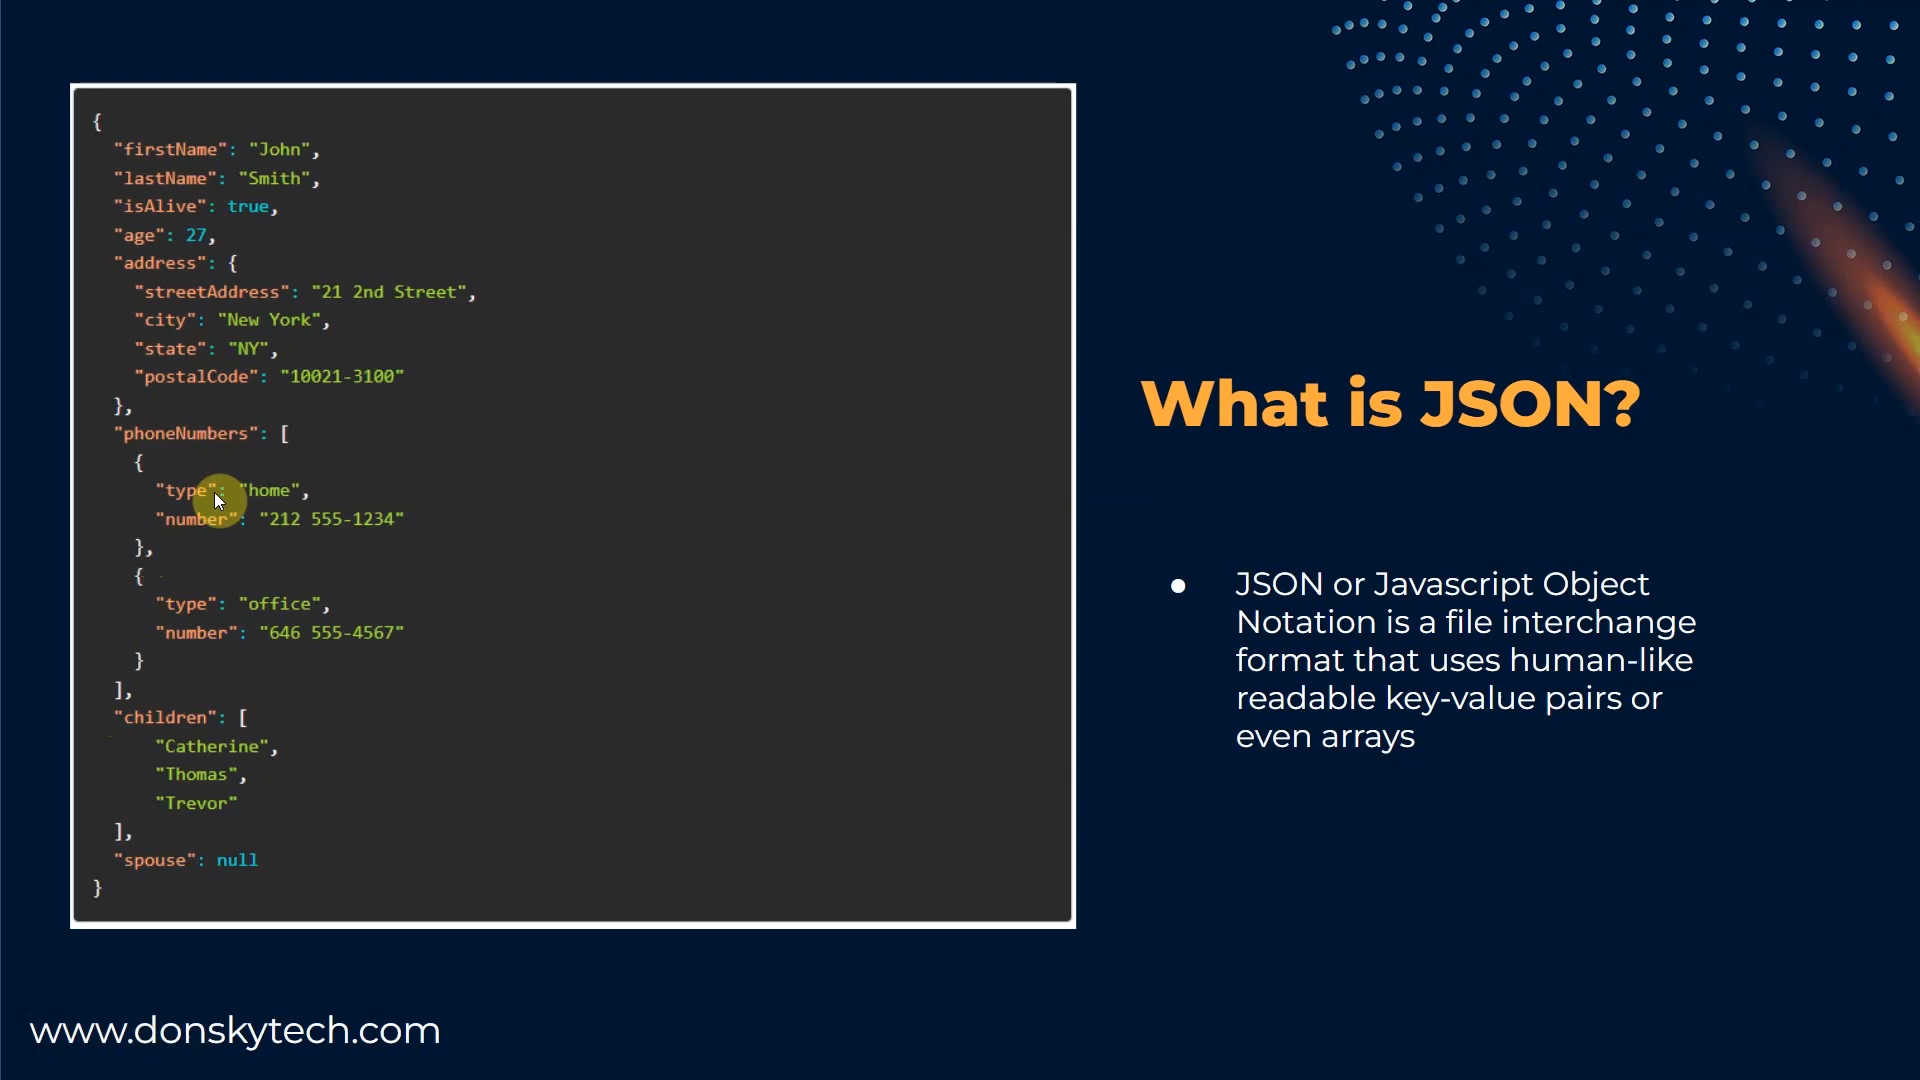 {
"firstName": "John",
"lastName": "Smith",
"isAlive": true,
"age": 27,
"address": {
"streetAddress": "21 2nd Street",
"city": "New York",
"state": "NY",
"postalCode": "10021-3100"
},
"phoneNumbers": [
{
"type": "home",
"number": "212 555-1234"
},
{
"type": "office",
"number": "646 555-4567"
}
],
"children": [
"Catherine",
"Thomas",
"Trevor"
],
"spouse": null
}
What is JSON?
● JSON or Javascript Object
Notation is a file interchange
format that uses human-like
readable key-value pairs or
even arrays
www.donskytech.com